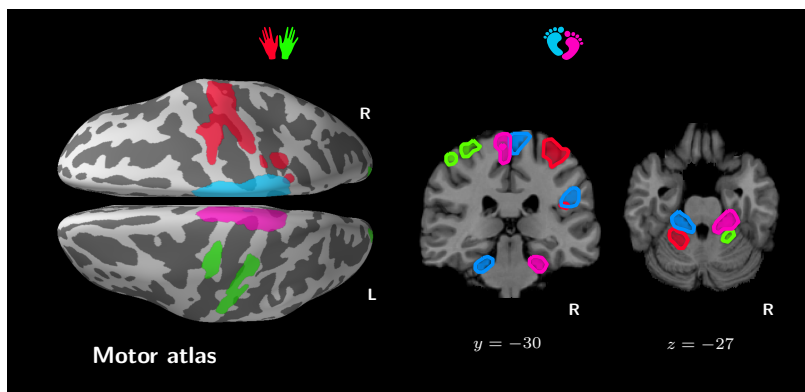 R
L
R
R
y = −30
z = −27
Motor atlas